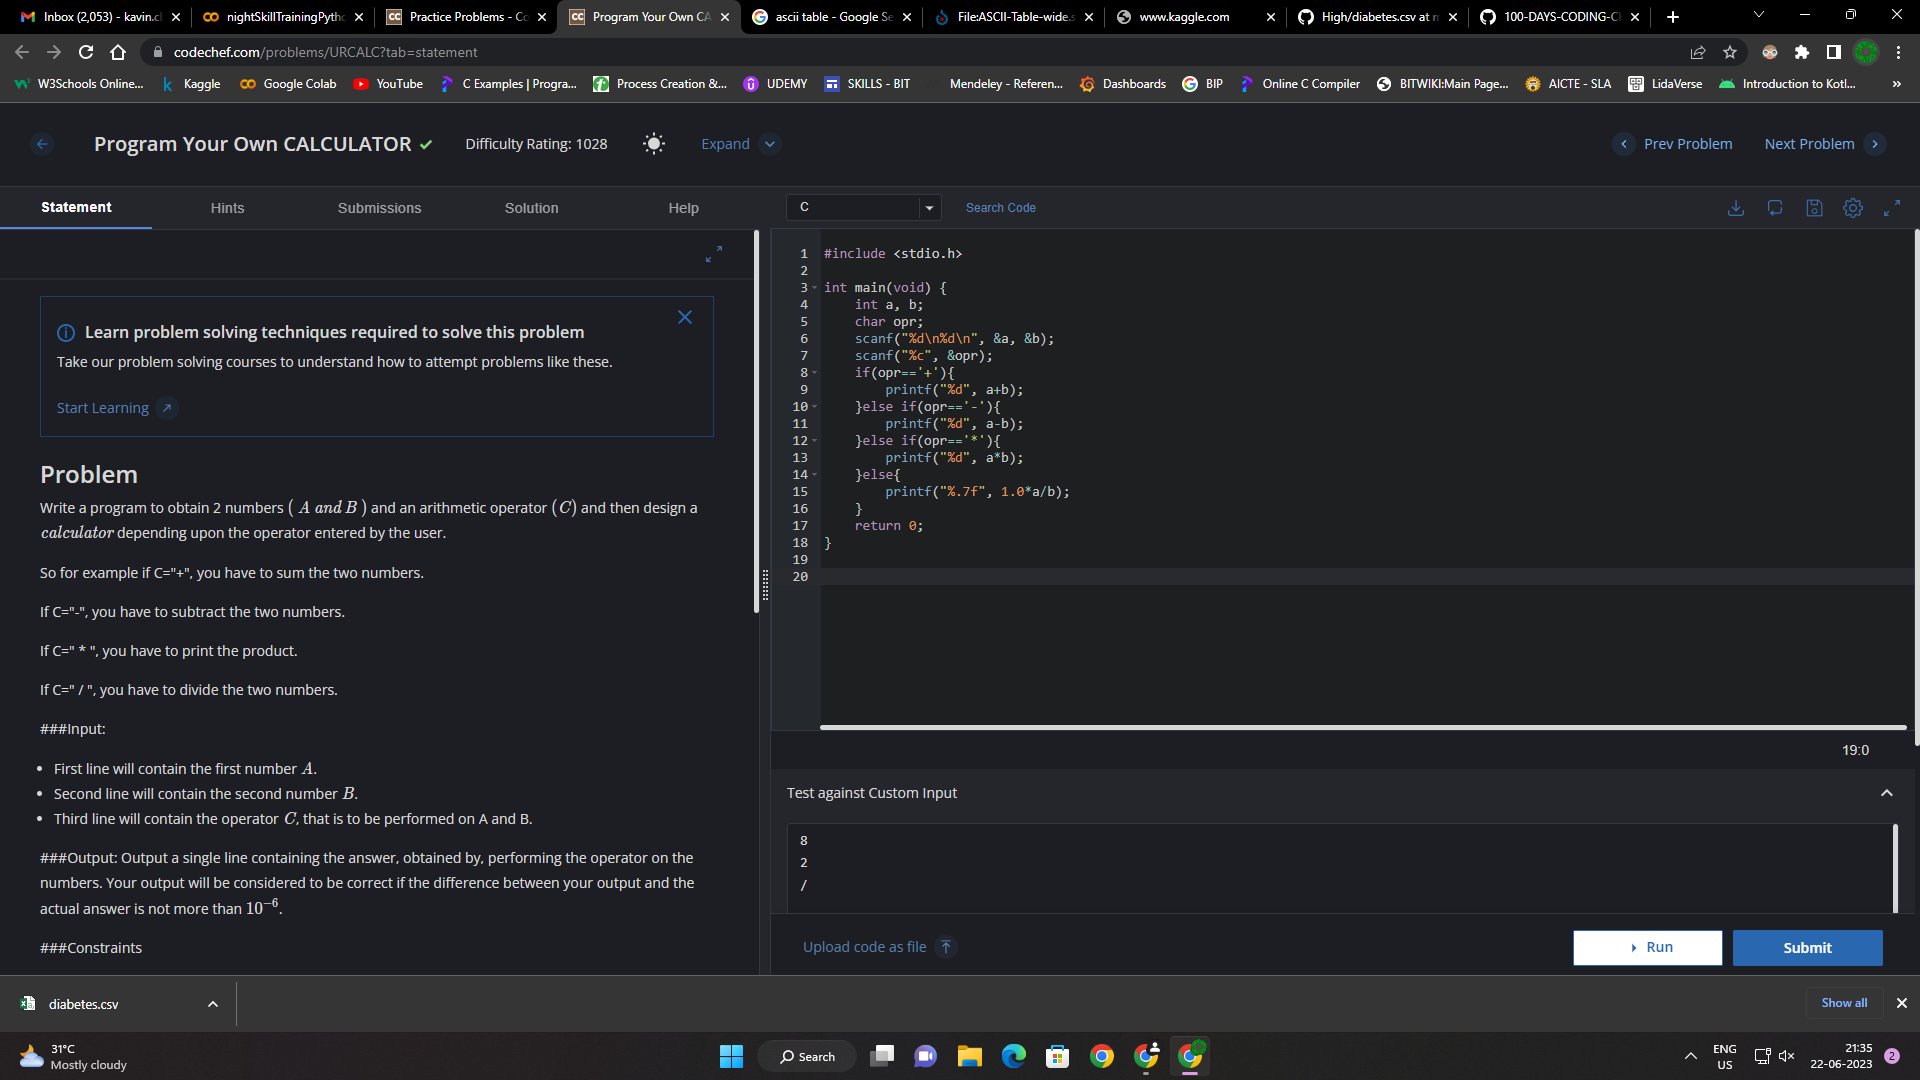 Inbox (2,053) - kavin.c
nightSkillTrainingPytho
Practice Problems - Co
Program Your Own CA
ascii table - Google Se
File:ASCII-Table-wide.s
www.kaggle.com
High/diabetes.csv at m
100-DAYS-CODING-C
codechef.com/problems/URCALC?tab=statement
W3Schools Online...
Kaggle
Google Colab
YouTube
C Examples | Progra...
Process Creation &...
UDEMY
SKILLS - BIT
Mendeley - Referen...
Dashboards
BIP
Online C Compiler
BITWIKI:Main Page...
AICTE - SLA
LidaVerse
Introduction to Kotl...
»
Program Your Own CALCULATOR
Difficulty Rating: 1028
Expand
Prev Problem
Next Problem
Statement
Hints
Submissions
Solution
Help
C
Search Code
Learn problem solving techniques required to solve this problem
Take our problem solving courses to understand how to attempt problems like these.
Start Learning
Problem
Write a program to obtain 2 numbers ( A and B ) and an arithmetic operator (C) and then design a
calculator depending upon the operator entered by the user.
So for example if C="+", you have to sum the two numbers.
If C="-", you have to subtract the two numbers.
If C=" * ", you have to print the product.
If C=" / ", you have to divide the two numbers.
###Input:
• First line will contain the first number A.
• Second line will contain the second number B.
• Third line will contain the operator C, that is to be performed on A and B.
###Output: Output a single line containing the answer, obtained by, performing the operator on the
numbers. Your output will be considered to be correct if the difference between your output and the
actual answer is not more than 10⁻⁶.
###Constraints
1 #include <stdio.h>
2
3 int main(void) {
4 int a, b;
5 char opr;
6 scanf("%d\n%d\n", &a, &b);
7 scanf("%c", &opr);
8 if(opr=='+'){
9 printf("%d", a+b);
10 }else if(opr=='-'){
11 printf("%d", a-b);
12 }else if(opr=='*'){
13 printf("%d", a*b);
14 }else{
15 printf("%.7f", 1.0*a/b);
16 }
17 return 0;
18 }
19
20
19:0
Test against Custom Input
8
2
/
Upload code as file
Run
Submit
diabetes.csv
Show all
31°C
Mostly cloudy
Search
ENG
US
21:35
22-06-2023
2